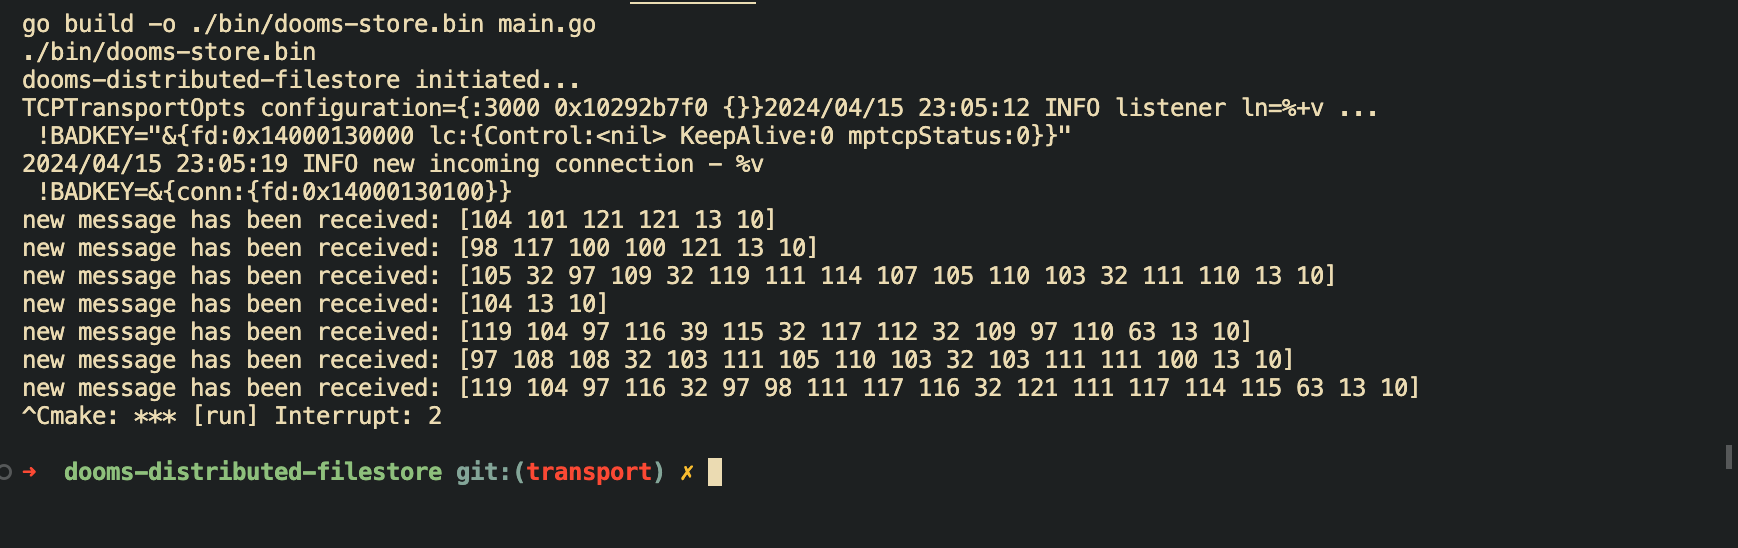 go build -o ./bin/dooms-store.bin main.go
./bin/dooms-store.bin
dooms-distributed-filestore initiated...
TCPTransportOpts configuration={:3000 0x10292b7f0 {}}2024/04/15 23:05:12 INFO listener ln=%+v ...
 !BADKEY="&{fd:0x14000130000 lc:{Control:<nil> KeepAlive:0 mptcpStatus:0}}"
2024/04/15 23:05:19 INFO new incoming connection - %v
 !BADKEY=&{conn:{fd:0x14000130100}}
new message has been received: [104 101 121 121 13 10]
new message has been received: [98 117 100 100 121 13 10]
new message has been received: [105 32 97 109 32 119 111 114 107 105 110 103 32 111 110 13 10]
new message has been received: [104 13 10]
new message has been received: [119 104 97 116 39 115 32 117 112 32 109 97 110 63 13 10]
new message has been received: [97 108 108 32 103 111 105 110 103 32 103 111 111 100 13 10]
new message has been received: [119 104 97 116 32 97 98 111 117 116 32 121 111 117 114 115 63 13 10]
^Cmake: *** [run] Interrupt: 2
➜  dooms-distributed-filestore git:(transport) ✗